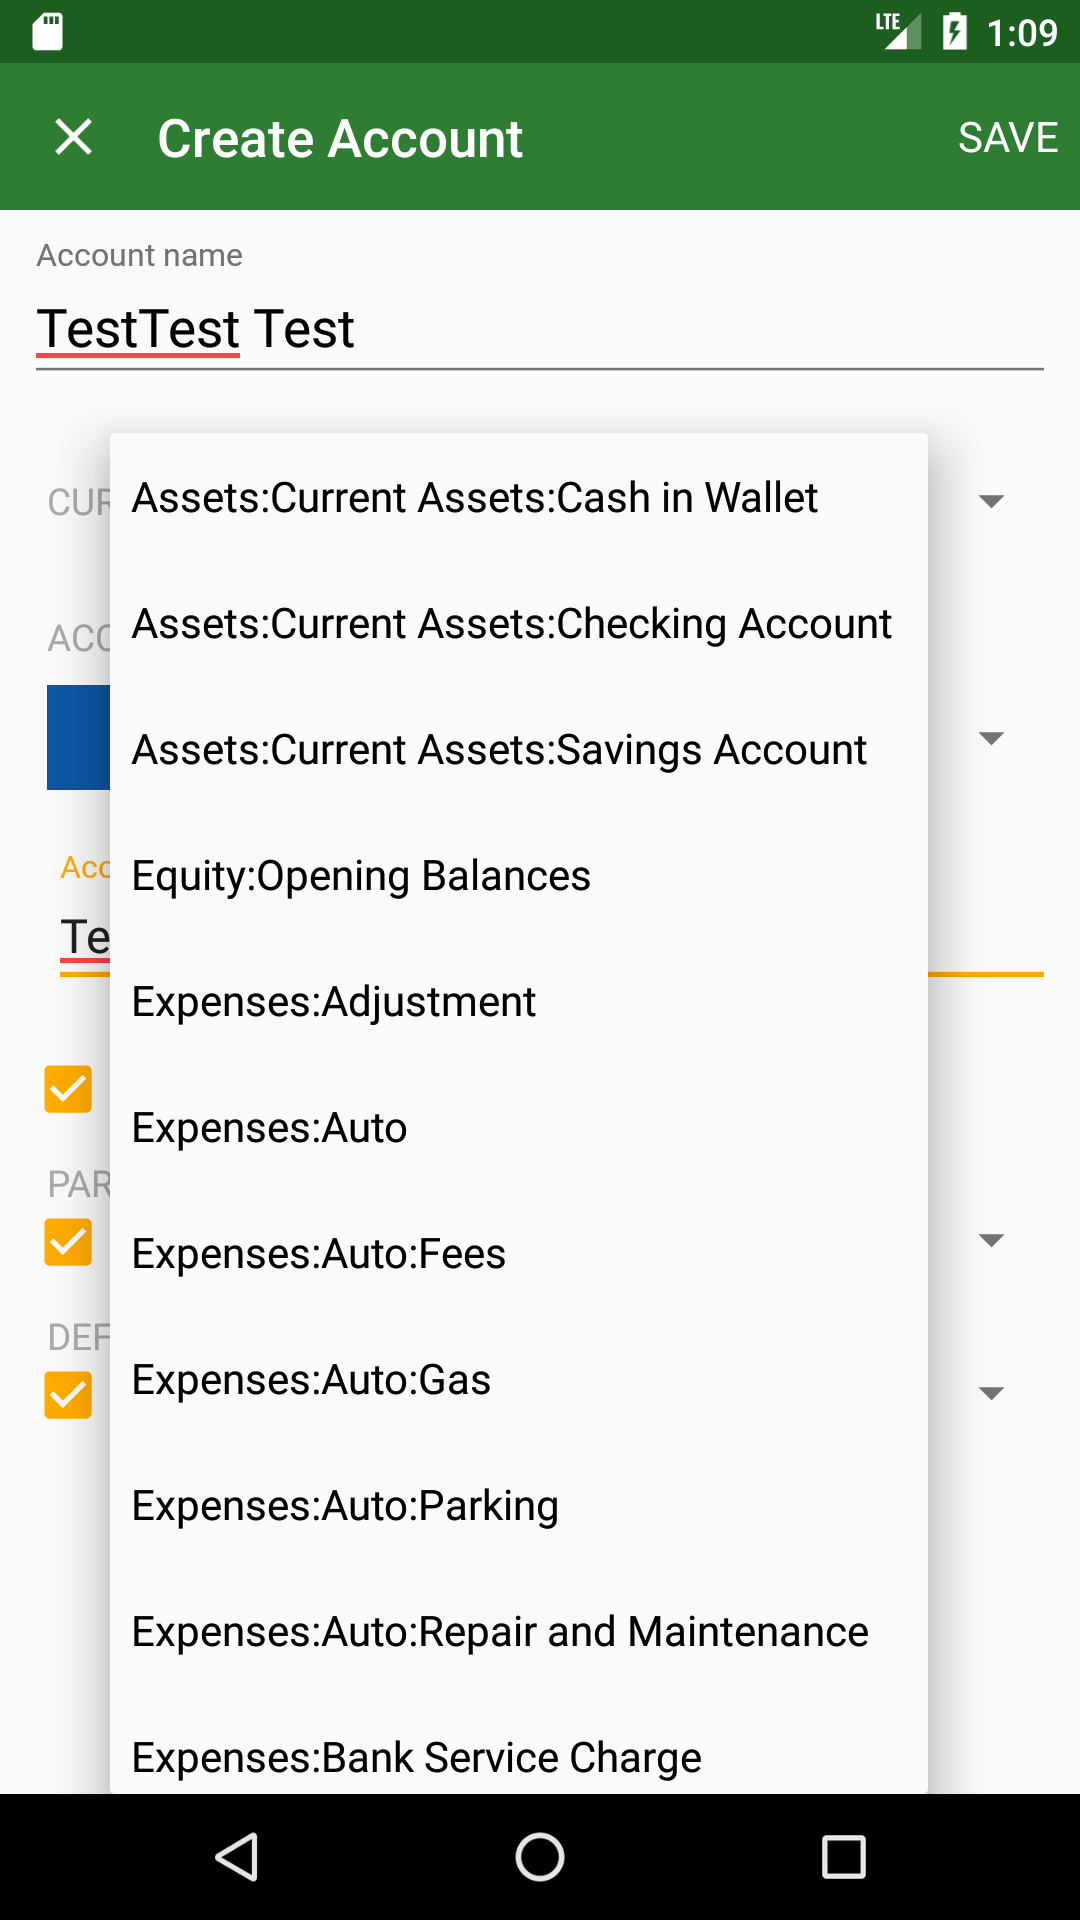 LTE 1:09
Create Account SAVE
Account name
TestTest Test
CUR
Assets:Current Assets:Cash in Wallet
Assets:Current Assets:Checking Account
ACC
Assets:Current Assets:Savings Account
Acc
Equity:Opening Balances
Te
Expenses:Adjustment
Expenses:Auto
PAR
Expenses:Auto:Fees
DEF
Expenses:Auto:Gas
Expenses:Auto:Parking
Expenses:Auto:Repair and Maintenance
Expenses:Bank Service Charge